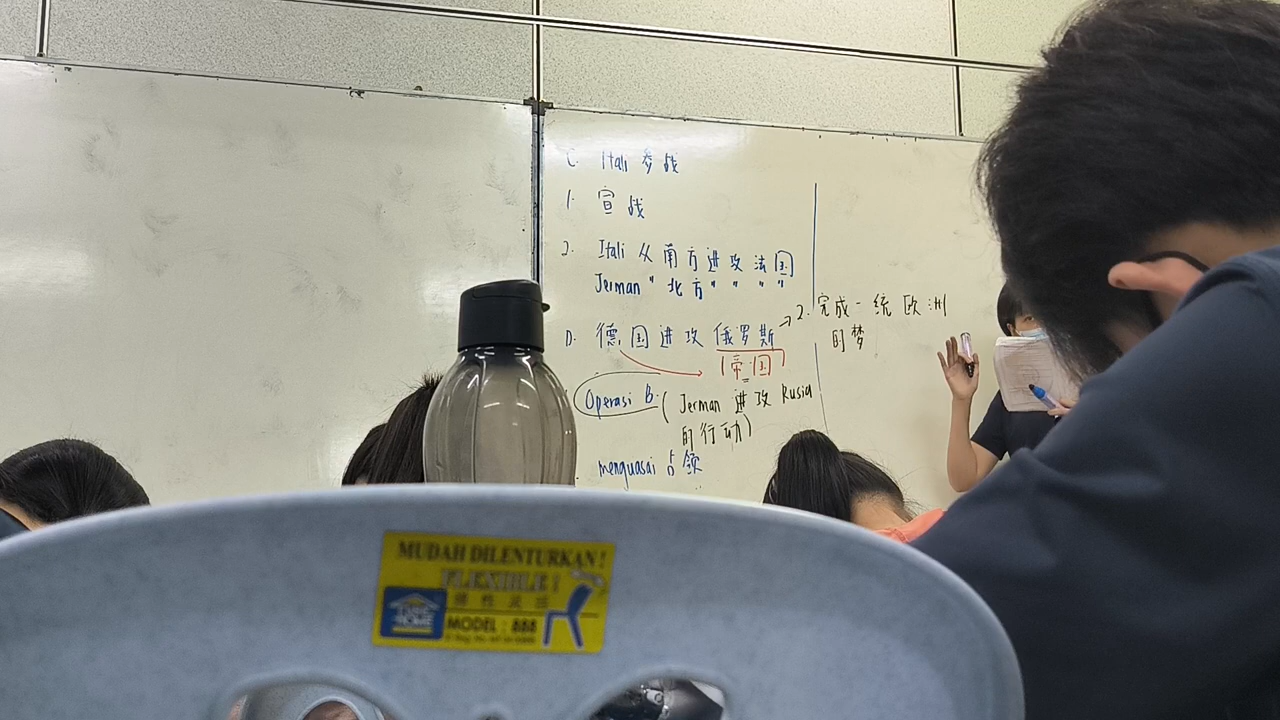 C. Itali 参战
1. 宣战
2. Itali 从南方进攻法国
Jerman " 北方 " " " "
D. 德国进攻俄罗斯
→ 2. 完成一统欧洲
的梦
(帝国)
Operasi B (Jerman 进攻 Rusia
的行动)
menguasai 占领
MUDAH DILENTURKAN!
FLEXIBLE!
HOME
MODEL : 888